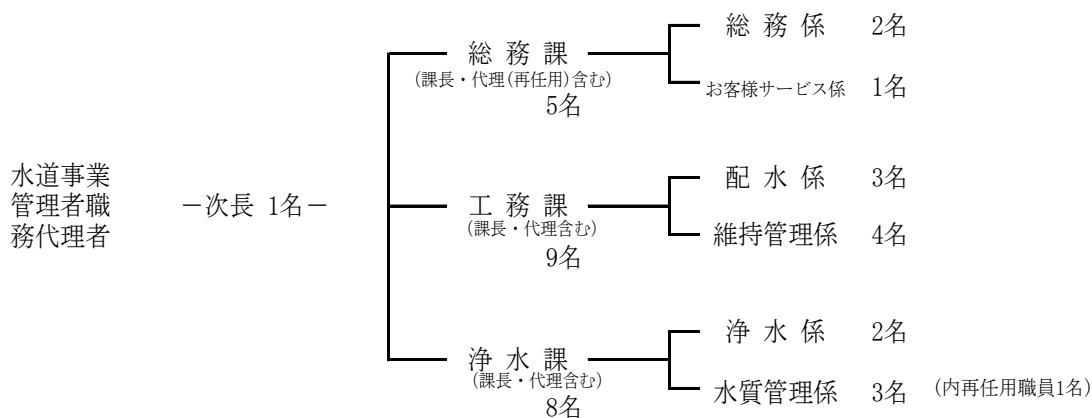 水道事業
管理者職
務代理者
－次長 1名－
総務課
(課長・代理(再任用)含む)
5名
総務係 2名
お客様サービス係 1名
工務課
(課長・代理含む)
9名
配水係 3名
維持管理係 4名
浄水課
(課長・代理含む)
8名
浄水係 2名
水質管理係 3名 (内再任用職員1名)